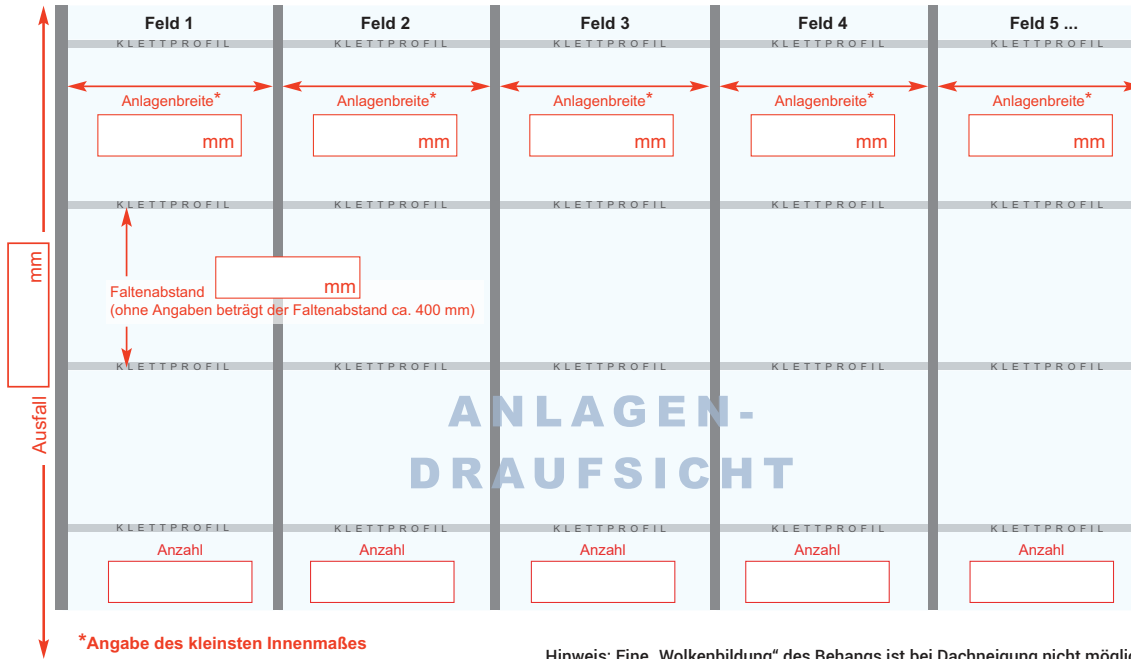 Feld 1 Feld 2 Feld 3 Feld 4 Feld 5 ...
KLETTPROFIL KLETTPROFIL KLETTPROFIL KLETTPROFIL KLETTPROFIL
Anlagenbreite* Anlagenbreite* Anlagenbreite* Anlagenbreite* Anlagenbreite*
mm mm mm mm mm
KLETTPROFIL KLETTPROFIL KLETTPROFIL KLETTPROFIL KLETTPROFIL
mm
mm
Faltenabstand
(ohne Angaben beträgt der Faltenabstand ca. 400 mm)
KLETTPROFIL KLETTPROFIL KLETTPROFIL KLETTPROFIL KLETTPROFIL
Ausfall
ANLAGEN-
DRAUFSICHT
KLETTPROFIL KLETTPROFIL KLETTPROFIL KLETTPROFIL KLETTPROFIL
Anzahl Anzahl Anzahl Anzahl Anzahl
*Angabe des kleinsten Innenmaßes
Hinweis: Eine „Wolkenbildung“ des Behangs ist bei Dachneigung nicht möglic